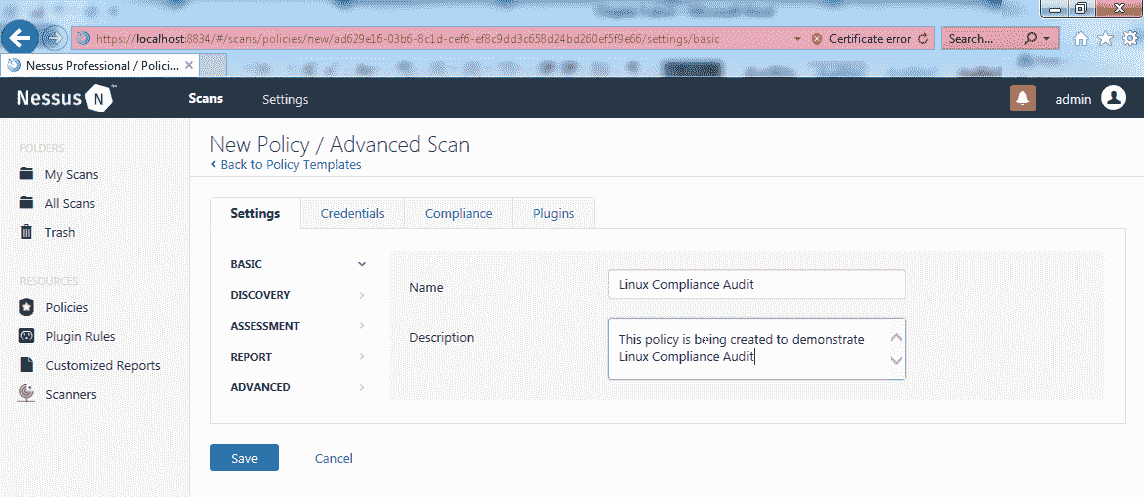 https://localhost:8834/#/scans/policies/new/ad629e16-03b6-8c1d-cef6-ef8c9dd3c658d24bd260ef5f9e66/settings/basic
Certificate error
Search...
Nessus Professional / Polici...
Nessus N
Scans
Settings
admin
FOLDERS
My Scans
All Scans
Trash
RESOURCES
Policies
Plugin Rules
Customized Reports
Scanners
New Policy / Advanced Scan
Back to Policy Templates
Settings
Credentials
Compliance
Plugins
BASIC
DISCOVERY
ASSESSMENT
REPORT
ADVANCED
Name
Linux Compliance Audit
Description
This policy is being created to demonstrate
Linux Compliance Audit
Save
Cancel